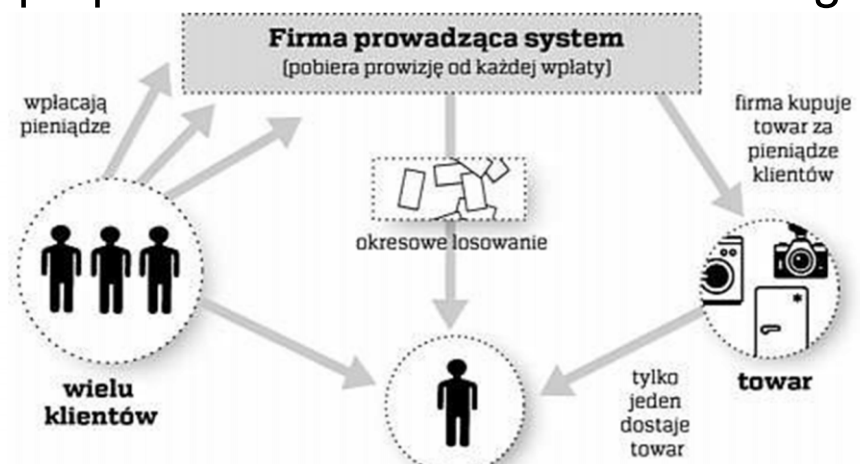 Firma prowadząca system
(pobiera prowizję od każdej wpłaty)
wpłacają
pieniądze
firma kupuje
towar za
pieniądze
klientów
okresowe losowanie
wielu
klientów
tylko
jeden
dostaje
towar
towar